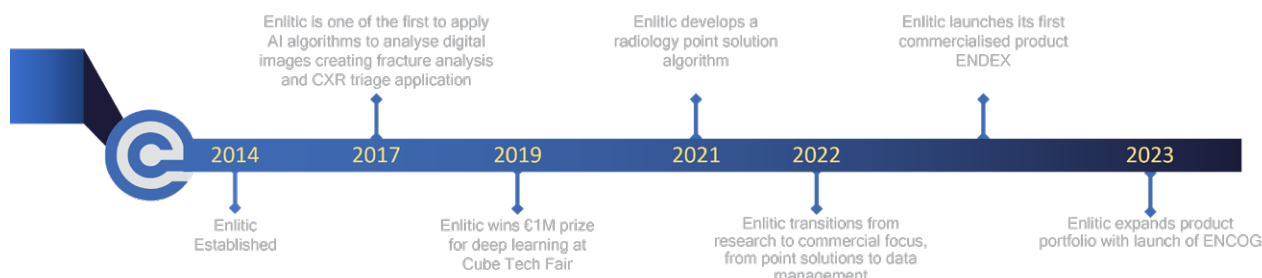 Enlitic is one of the first to apply
AI algorithms to analyse digital
images creating fracture analysis
and CXR triage application
Enlitic develops a
radiology point solution
algorithm
Enlitic launches its first
commercialised product
ENDEX
2014
2017
2019
2021
2022
2023
Enlitic
Established
Enlitic wins €1M prize
for deep learning at
Cube Tech Fair
Enlitic transitions from
research to commercial focus,
from point solutions to data
management
Enlitic expands product
portfolio with launch of ENCOG